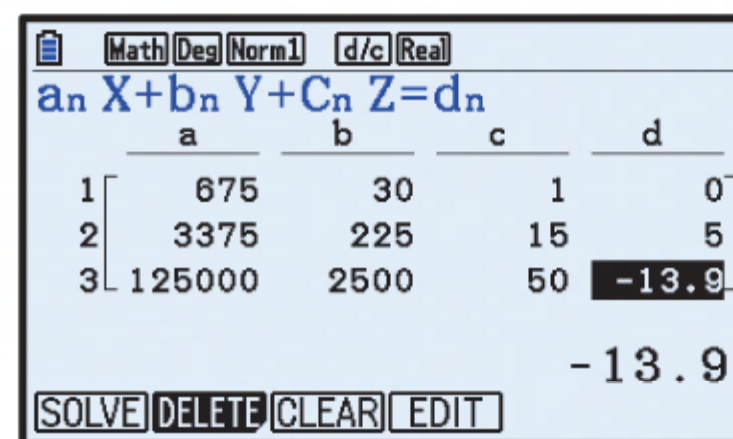 Math Deg Norm1 d/c Real
an X+bn Y+Cn Z=dn
a b c d
1 675 30 1 0
2 3375 225 15 5
3 125000 2500 50 -13.9
-13.9
SOLVE DELETE CLEAR EDIT